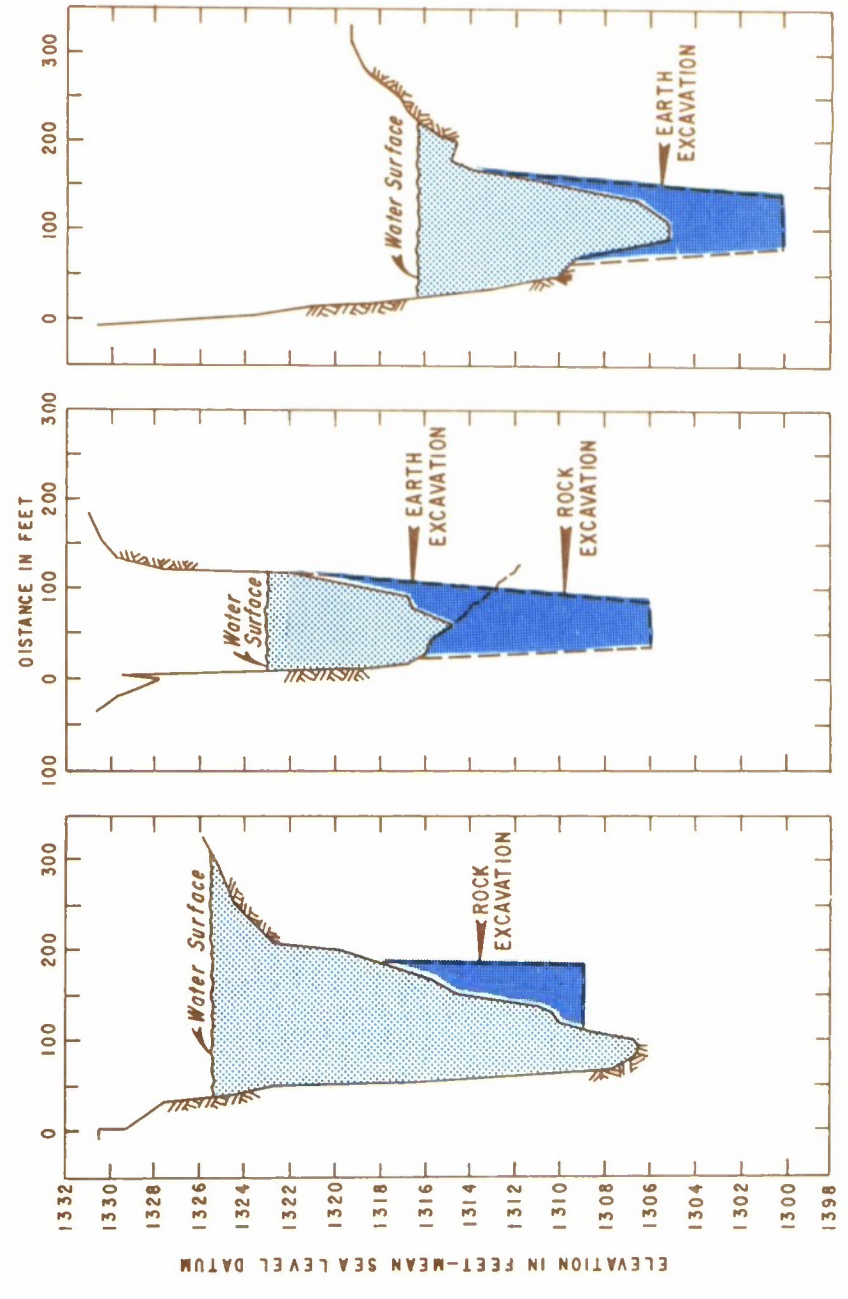 DISTANCE IN FEET
300
200
100
0
Water Surface
EARTH
EXCAVATION
300
200
100
0
100
Water
Surface
EARTH
EXCAVATION
ROCK
EXCAVATION
300
200
100
0
Water Surface
ROCK
EXCAVATION
1332
1330
1328
1326
1324
1322
1320
1318
1316
1314
1312
1310
1308
1306
1304
1302
1300
1398
ELEVATION IN FEET-MEAN SEA LEVEL DATUM